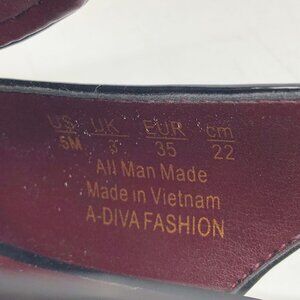 US UK EUR cm
5M 3 35 22
All Man Made
Made in Vietnam
A-DIVA FASHION